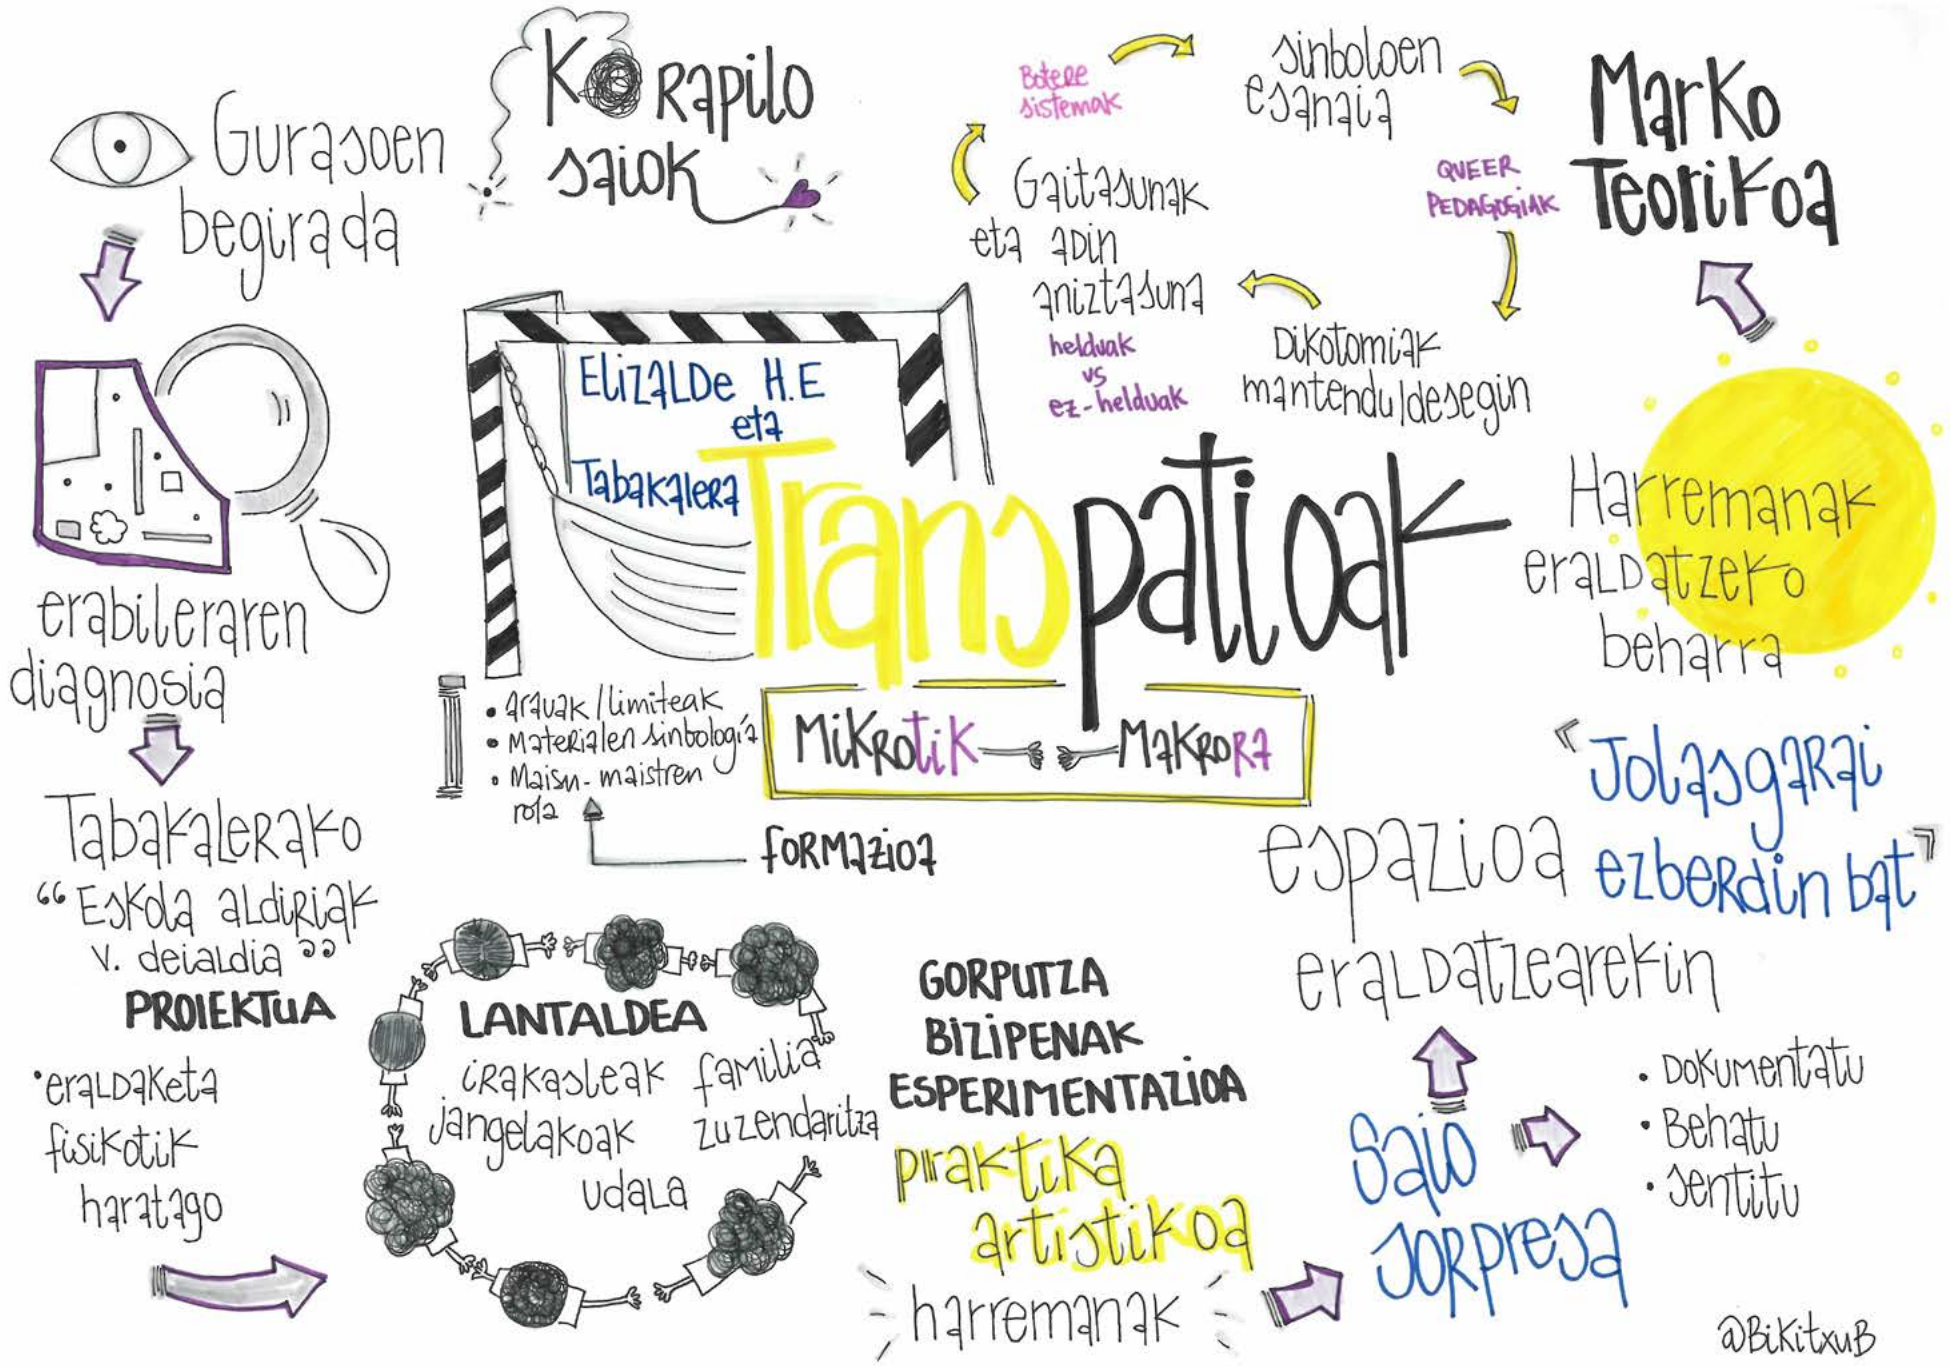 Korapilo
saiok
Gurasoen
begirada
erabileraren
diagnosia
Tabakalerako
“Eskola aldiriak
V. deialdia”
PROIEKTUA
•eraldaketa
fisikotik
haratago
LANTALDEA
irakasleak familia
jangelakoak zuzendaritza
udala
Elizalde H.E
eta
Tabakalera
Transpatioak
Mikrotik Makrora
• arauak/limiteak
• Materialen sinbología
• Maisu-maistren
rola
formazioa
GORPUTZA
BIZIPENAK
ESPERIMENTAZIOA
praktika
artistikoa
harremanak
Saio
sorpresa
• Dokumentatu
• Behatu
• sentitu
espazioa
eraldatzearekin
“Jolasgarai
ezberdin bat”
Harremanak
eraldatzeko
beharra
Marko
Teorikoa
Botere
sistemak
sinboloen
esanaia
QUEER
PEDAGOGIAK
Dikotomiak
mantendu/desegin
Gaitasunak
eta adin
aniztasuna
helduak
vs
ez-helduak
@BikitxuB